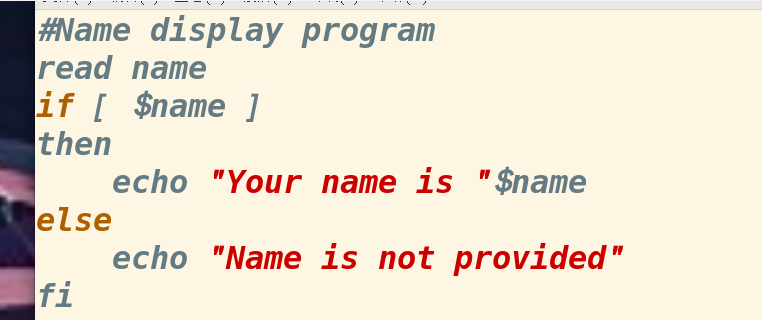 #Name display program
read name
if [ $name ]
then
    echo "Your name is "$name
else
    echo "Name is not provided"
fi